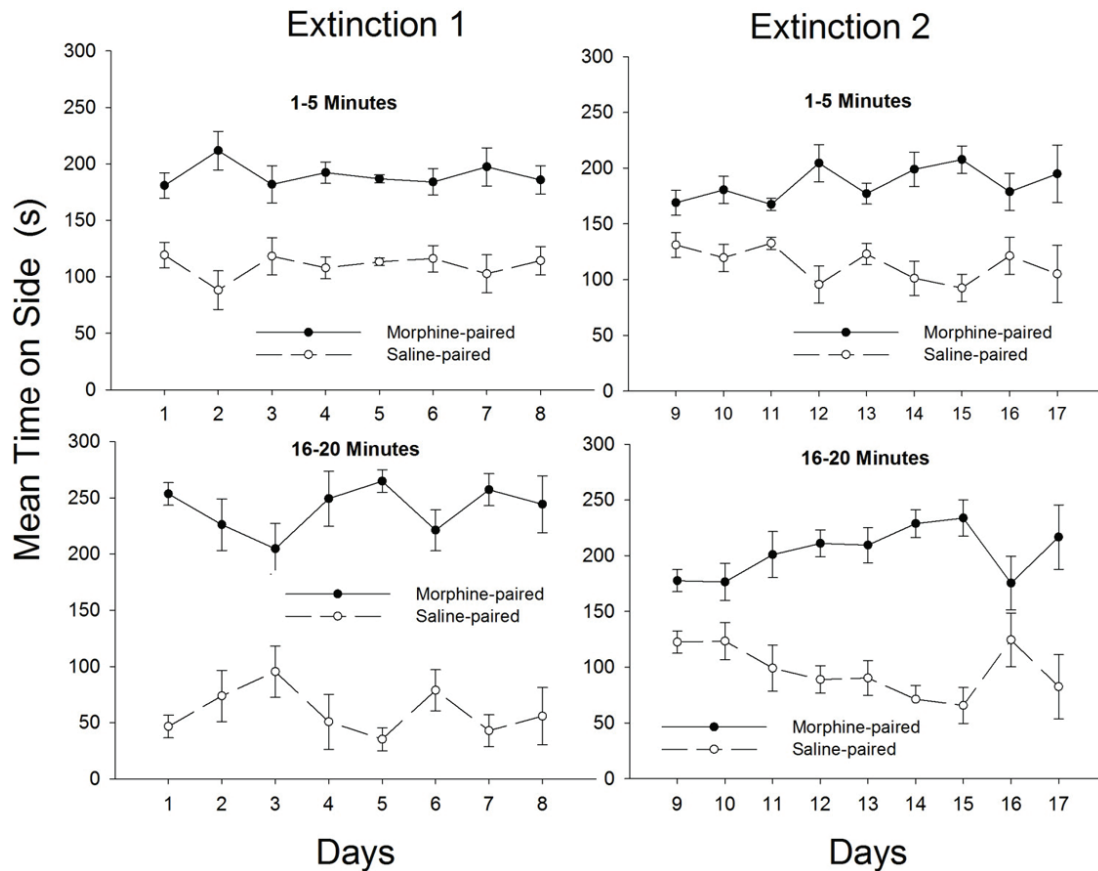 Extinction 1
Extinction 2
Mean Time on Side (s)
300
250
200
150
100
50
0
1-5 Minutes
Morphine-paired
Saline-paired
1 2 3 4 5 6 7 8
300
250
200
150
100
50
0
1-5 Minutes
Morphine-paired
Saline-paired
9 10 11 12 13 14 15 16 17
300
250
200
150
100
50
0
16-20 Minutes
Morphine-paired
Saline-paired
1 2 3 4 5 6 7 8
Days
300
250
200
150
100
50
0
16-20 Minutes
Morphine-paired
Saline-paired
9 10 11 12 13 14 15 16 17
Days